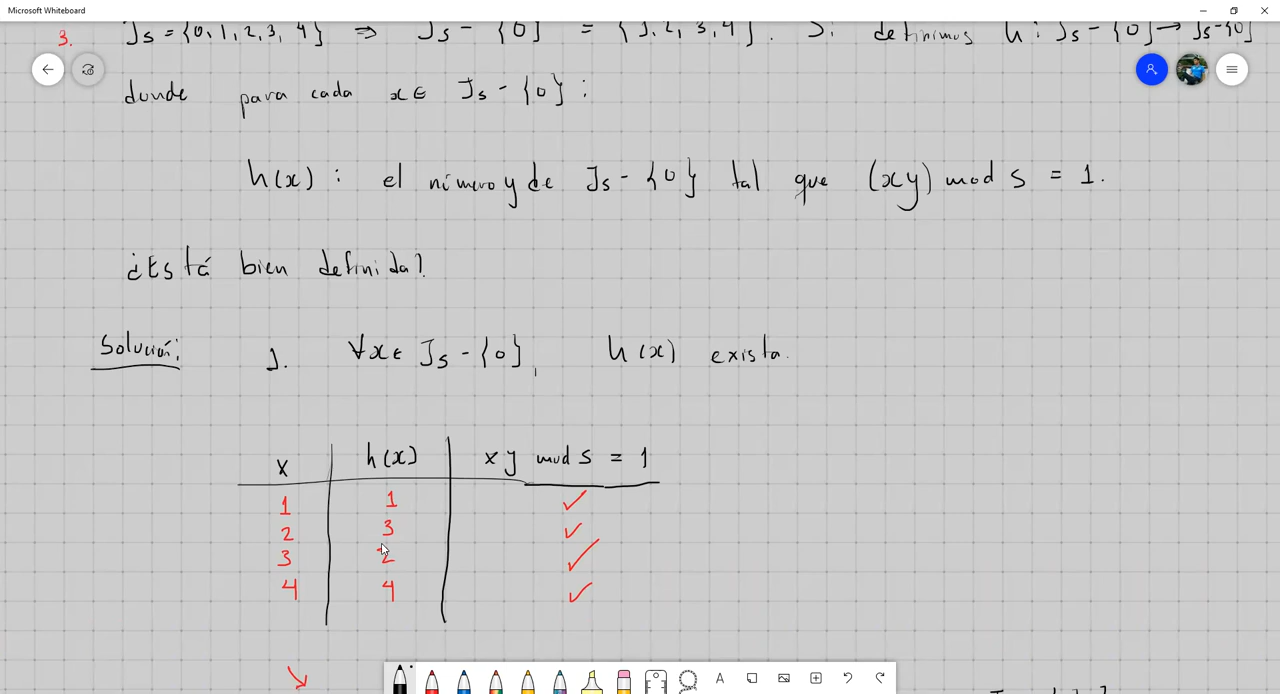 Microsoft Whiteboard
3. J5 = {0, 1, 2, 3, 4} ⇒ J5 - {0} = {1, 2, 3, 4}. Si definimos h : J5 - {0} → J5 - {0}
donde para cada x ∈ J5 - {0} :
h(x) : el número y de J5 - {0} tal que (xy) mod 5 = 1.
¿Está bien definida?
Solución: 1. ∀x ∈ J5 - {0}, h(x) exista.
x h(x) xy mod 5 = 1
1 1 ✓
2 3 ✓
3 2 ✓
4 4 ✓